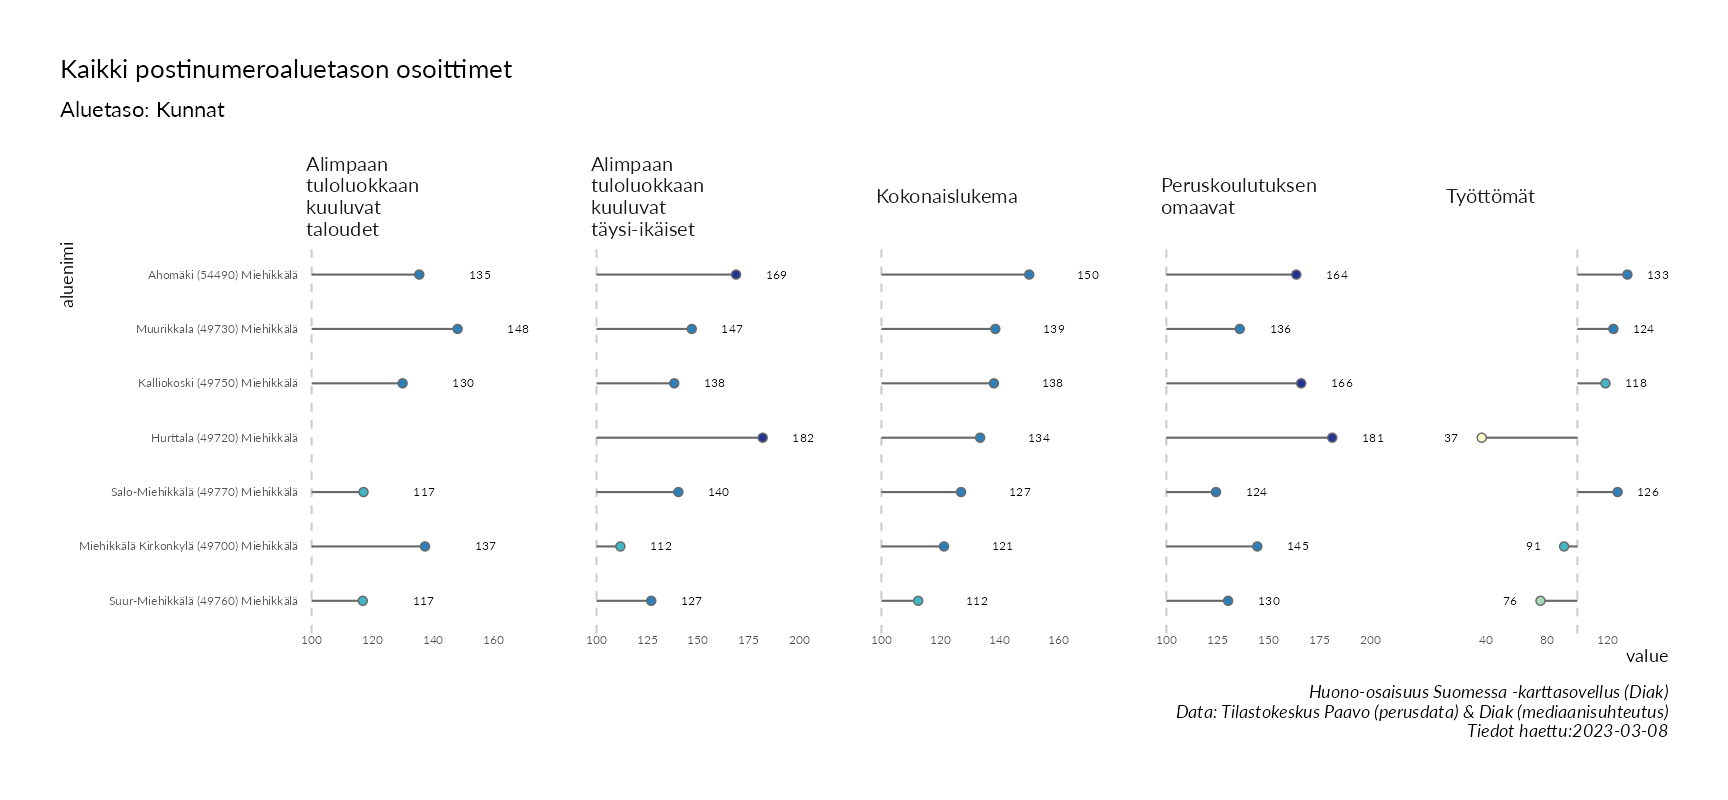 Kaikki postinumeroaluetason osoittimet
Aluetaso: Kunnat
Alimpaan
tuloluokkaan
kuuluvat
taloudet
Alimpaan
tuloluokkaan
kuuluvat
täysi-ikäiset
Kokonaislukema
Peruskoulutuksen
omaavat
Työttömät
aluenimi
Ahomäki (54490) Miehikkälä 135 169 150 164 133
Muurikkala (49730) Miehikkälä 148 147 139 136 124
Kalliokoski (49750) Miehikkälä 130 138 138 166 118
Hurttala (49720) Miehikkälä 182 134 181 37
Salo-Miehikkälä (49770) Miehikkälä 117 140 127 124 126
Miehikkälä Kirkonkylä (49700) Miehikkälä 137 112 121 145 91
Suur-Miehikkälä (49760) Miehikkälä 117 127 112 130 76
100 120 140 160 100 125 150 175 200 100 120 140 160 100 125 150 175 200 40 80 120
value
Huono-osaisuus Suomessa -karttasovellus (Diak)
Data: Tilastokeskus Paavo (perusdata) & Diak (mediaanisuhteutus)
Tiedot haettu:2023-03-08